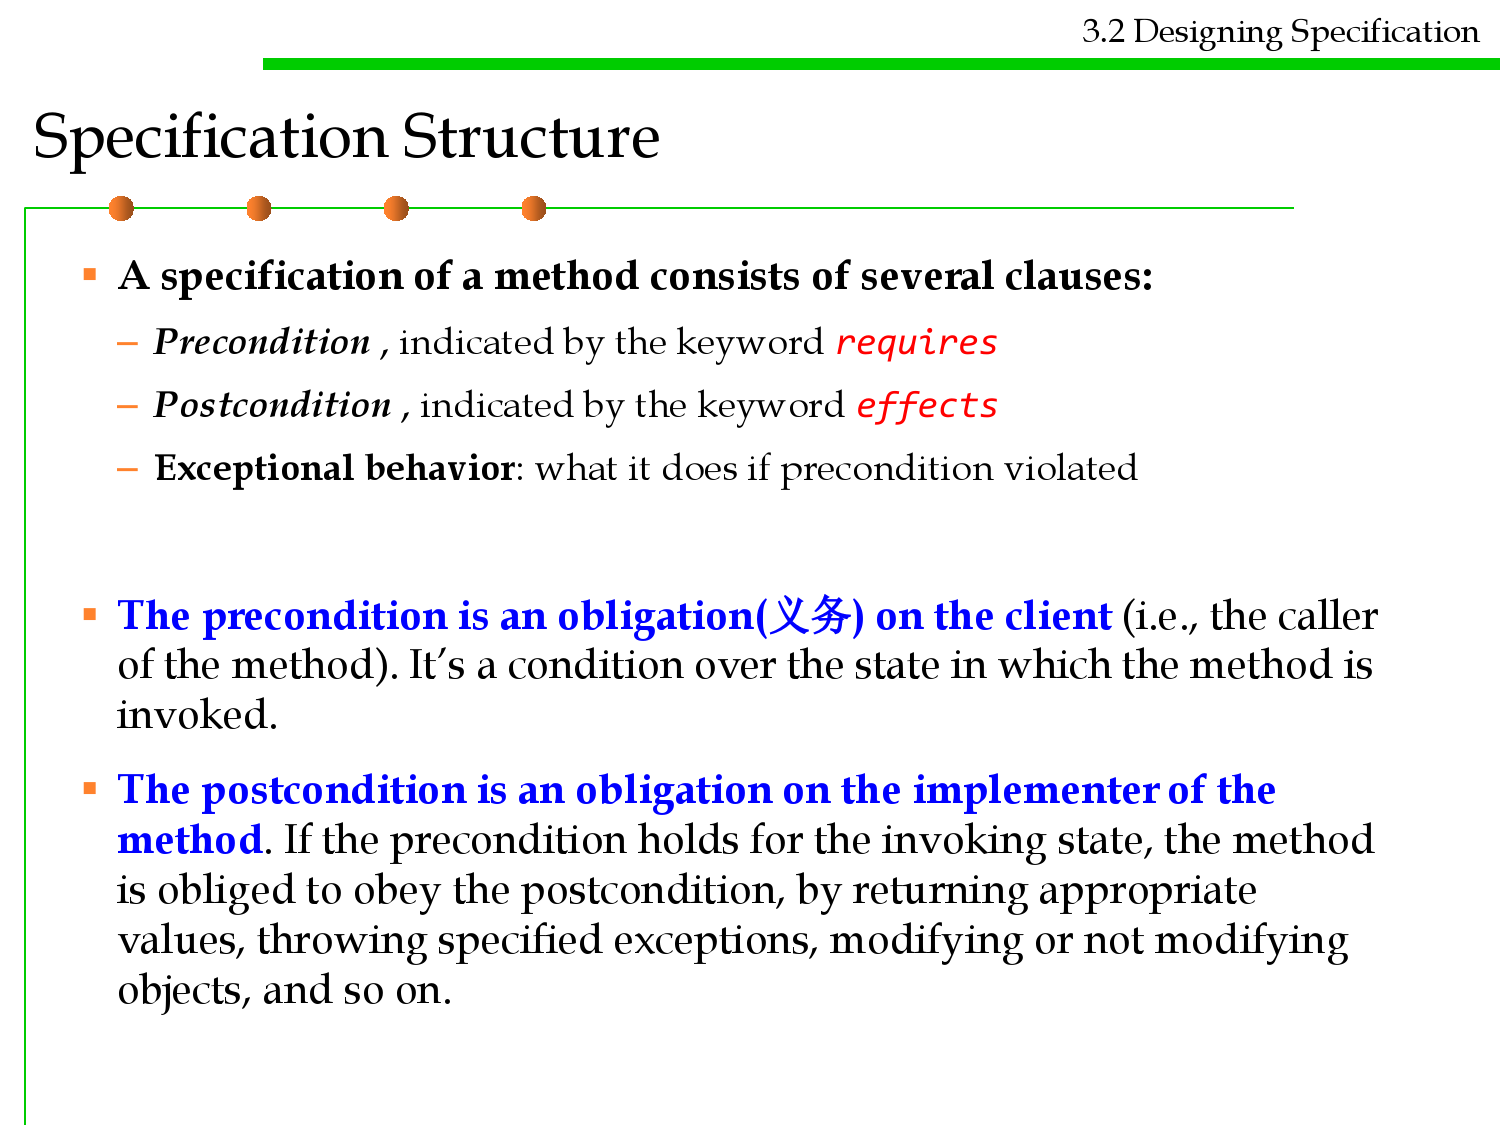 3.2 Designing Specification
Specification Structure
▪ A specification of a method consists of several clauses:
– Precondition , indicated by the keyword requires
– Postcondition , indicated by the keyword effects
– Exceptional behavior: what it does if precondition violated
▪ The precondition is an obligation(义务) on the client (i.e., the caller
of the method). It’s a condition over the state in which the method is
invoked.
▪ The postcondition is an obligation on the implementer of the
method. If the precondition holds for the invoking state, the method
is obliged to obey the postcondition, by returning appropriate
values, throwing specified exceptions, modifying or not modifying
objects, and so on.